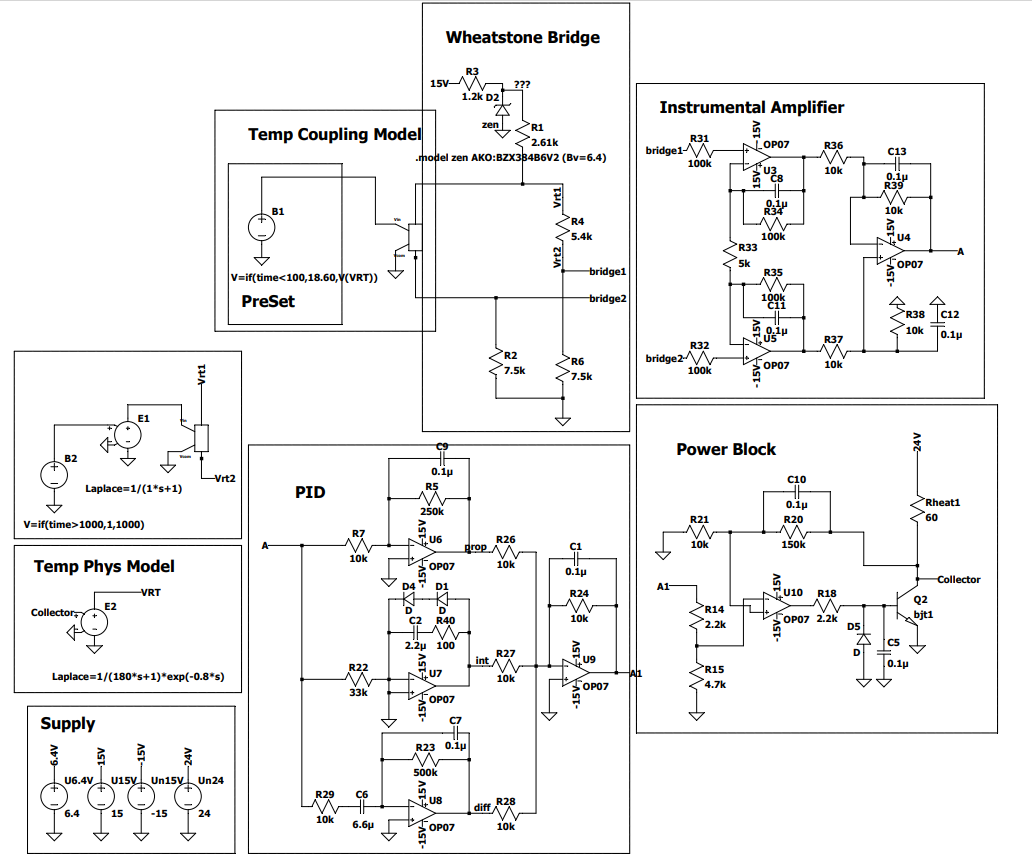 Wheatstone Bridge
15V
R3
1.2k
???
D2
zen
R1
2.61k
.model zen AKO:BZX384B6V2 (Bv=6.4)
Vrt1
R4
5.4k
Vrt2
bridge1
bridge2
R2
7.5k
R6
7.5k
Temp Coupling Model
B1
V=if(time<100,18.60,V(VRT))
PreSet
Instrumental Amplifier
bridge1
R31
100k
15V
OP07
U3
-15V
C8
0.1µ
R34
100k
R33
5k
R35
100k
C11
0.1µ
15V
U5
OP07
-15V
bridge2
R32
100k
R36
10k
C13
0.1µ
R39
10k
15V
U4
OP07
-15V
A
R38
10k
C12
0.1µ
R37
10k
Vrt1
E1
B2
Vrt2
Laplace=1/(1*s+1)
V=if(time>1000,1,1000)
Temp Phys Model
VRT
Collector
E2
Laplace=1/(180*s+1)*exp(-0.8*s)
Supply
6.4V
15V
-15V
24V
U6.4V
U15V
Un15V
Un24
6.4
15
-15
24
PID
C9
0.1µ
R5
250k
A
R7
10k
15V
U6
OP07
-15V
prop
R26
10k
D4
D
D1
D
C2
2.2µ
R40
100
R22
33k
15V
U7
OP07
-15V
int
R27
10k
C7
0.1µ
R23
500k
R29
10k
C6
6.6µ
15V
U8
OP07
-15V
diff
R28
10k
C1
0.1µ
R24
10k
15V
U9
OP07
-15V
A1
Power Block
24V
C10
0.1µ
R21
10k
R20
150k
Rheat1
60
Collector
A1
R14
2.2k
15V
U10
OP07
-15V
R18
2.2k
Q2
bjt1
D5
D
C5
0.1µ
R15
4.7k